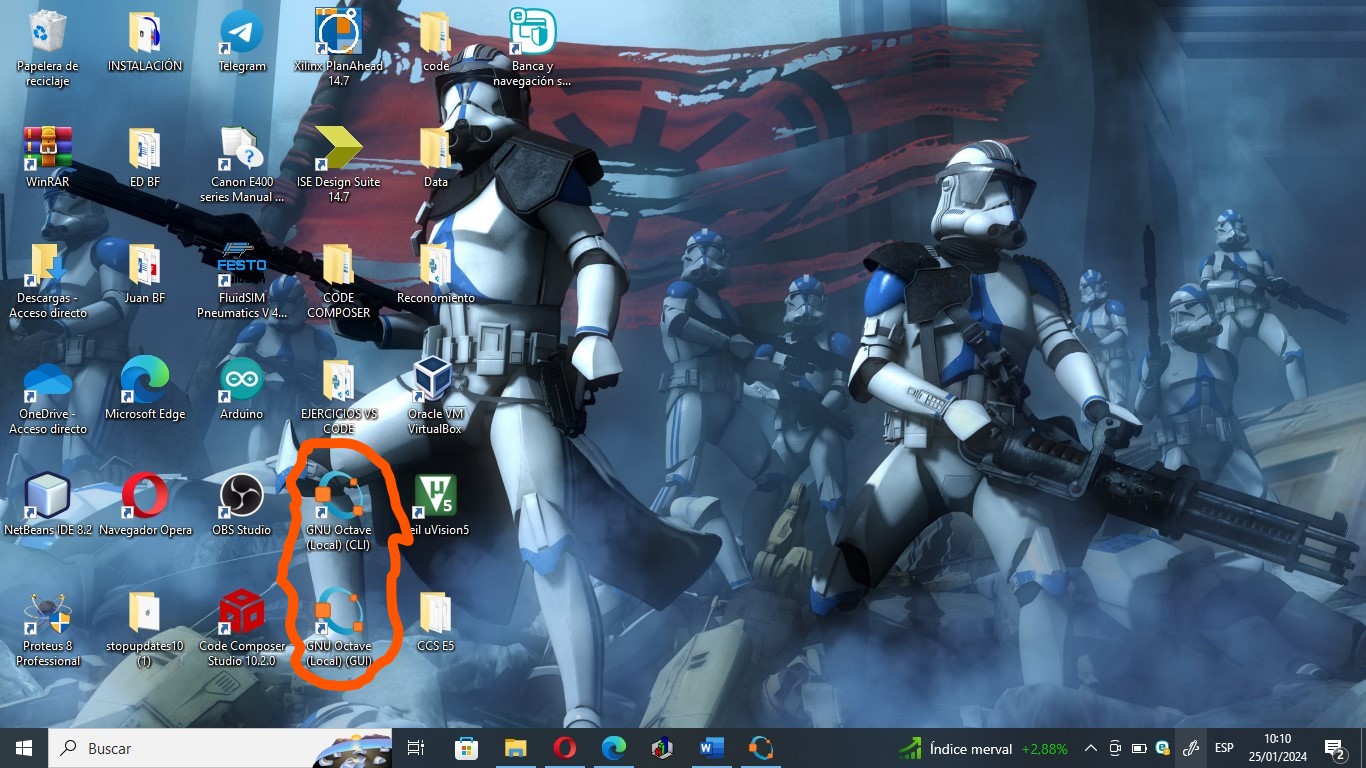 Papelera de
reciclaje
INSTALACIÓN
Telegram
Xilinx PlanAhead
14.7
code
Banca y
navegación s...
WinRAR
ED BF
Canon E400
series Manual ...
ISE Design Suite
14.7
Data
Descargas -
Acceso directo
Juan BF
FESTO
FluidSIM
Pneumatics V 4...
CODE
COMPOSER
Reconomiento
OneDrive -
Acceso directo
Microsoft Edge
Arduino
EJERCICIOS VS
CODE
Oracle VM
VirtualBox
NetBeans IDE 8.2
Navegador Opera
OBS Studio
GNU Octave
(Local) (CLI)
eil uVision5
Proteus 8
Professional
stopupdates10
(1)
Code Composer
Studio 10.2.0
GNU Octave
(Local) (GUI)
CCS E5
Buscar
Índice merval +2,88%
ESP
10:10
25/01/2024
2